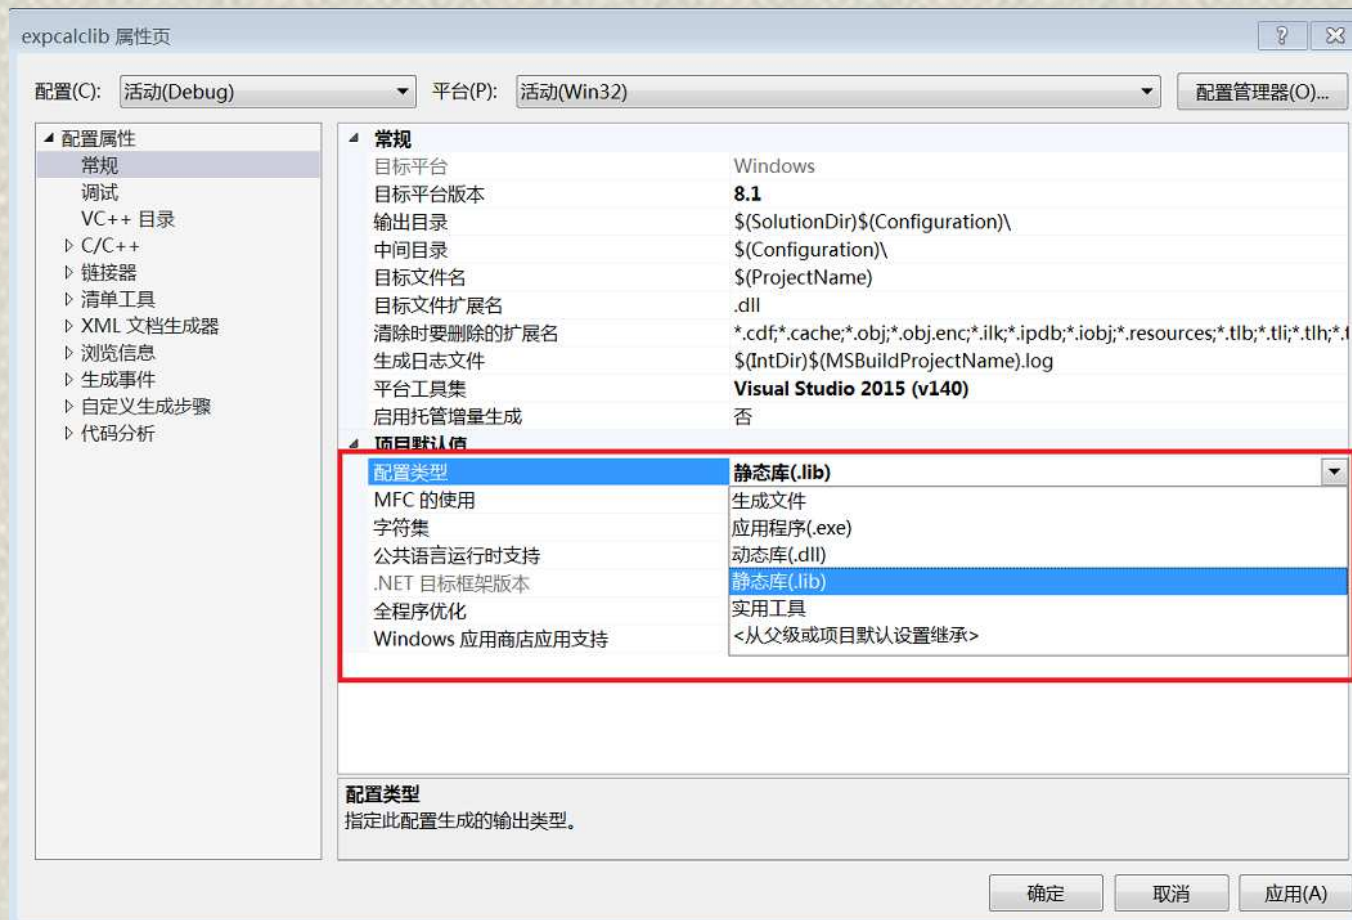 expcalclib 属性页
配置(C): 活动(Debug) 平台(P): 活动(Win32) 配置管理器(O)...
配置属性
常规
调试
VC++ 目录
C/C++
链接器
清单工具
XML 文档生成器
浏览信息
生成事件
自定义生成步骤
代码分析
常规
目标平台 Windows
目标平台版本 8.1
输出目录 $(SolutionDir)$(Configuration)\
中间目录 $(Configuration)\
目标文件名 $(ProjectName)
目标文件扩展名 .dll
清除时要删除的扩展名 *.cdf;*.cache;*.obj;*.obj.enc;*.ilk;*.ipdb;*.iobj;*.resources;*.tlb;*.tli;*.tlh;*.t
生成日志文件 $(IntDir)$(MSBuildProjectName).log
平台工具集 Visual Studio 2015 (v140)
启用托管增量生成 否
项目默认值
配置类型 静态库(.lib)
MFC 的使用 生成文件
字符集 应用程序(.exe)
公共语言运行时支持 动态库(.dll)
.NET 目标框架版本 静态库(.lib)
全程序优化 实用工具
Windows 应用商店应用支持 <从父级或项目默认设置继承>
配置类型
指定此配置生成的输出类型。
确定 取消 应用(A)